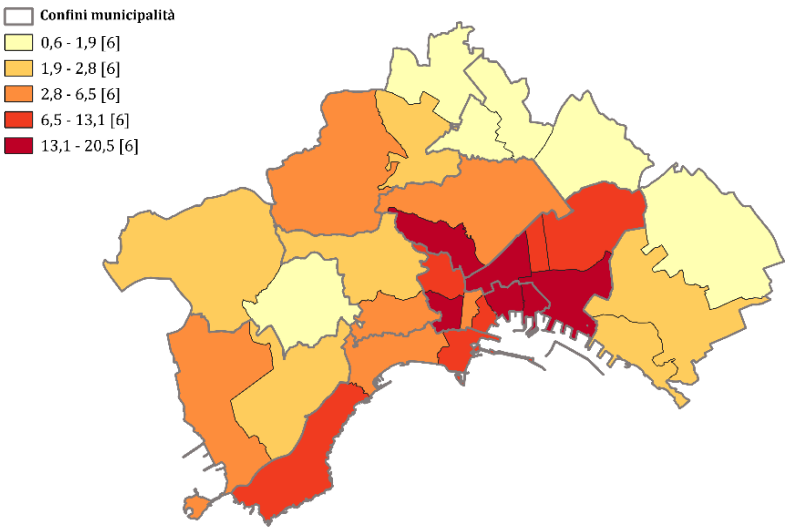 Confini municipalità
0,6 - 1,9 [6]
1,9 - 2,8 [6]
2,8 - 6,5 [6]
6,5 - 13,1 [6]
13,1 - 20,5 [6]